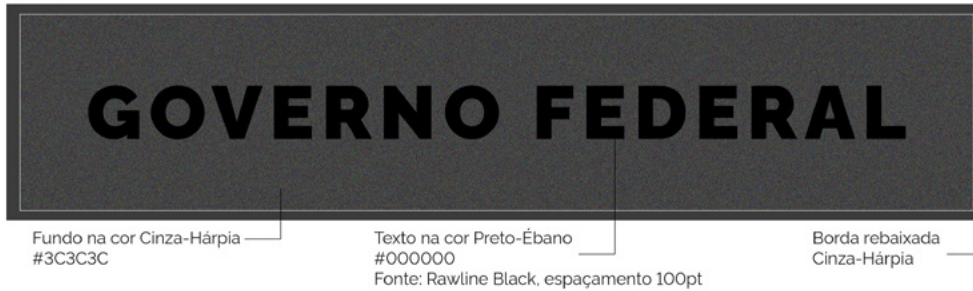 GOVERNO FEDERAL
Fundo na cor Cinza-Hárpia
#3C3C3C
Texto na cor Preto-Ébano
#000000
Fonte: Rawline Black, espaçamento 100pt
Borda rebaixada
Cinza-Hárpia